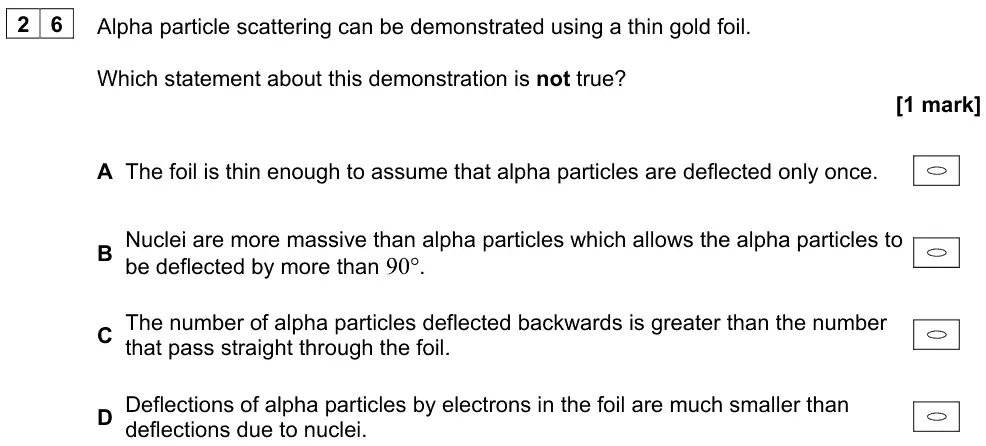 2 6 Alpha particle scattering can be demonstrated using a thin gold foil.
Which statement about this demonstration is not true?
[1 mark]
A The foil is thin enough to assume that alpha particles are deflected only once.
B Nuclei are more massive than alpha particles which allows the alpha particles to
be deflected by more than 90°.
C The number of alpha particles deflected backwards is greater than the number
that pass straight through the foil.
D Deflections of alpha particles by electrons in the foil are much smaller than
deflections due to nuclei.